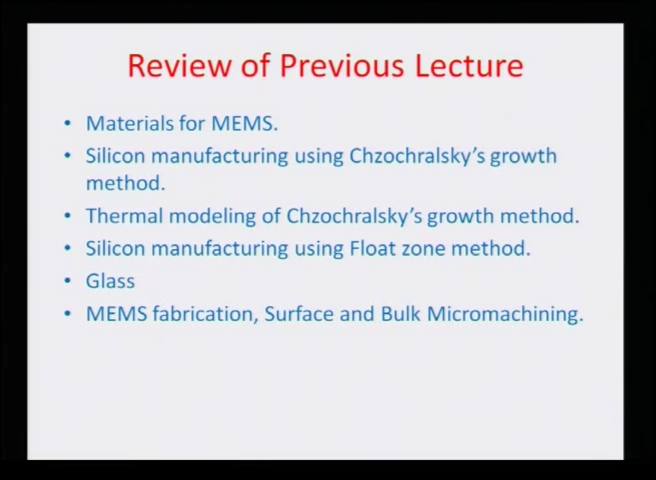 Review of Previous Lecture
• Materials for MEMS.
• Silicon manufacturing using Chzochralsky's growth
method.
• Thermal modeling of Chzochralsky's growth method.
• Silicon manufacturing using Float zone method.
• Glass
• MEMS fabrication, Surface and Bulk Micromachining.